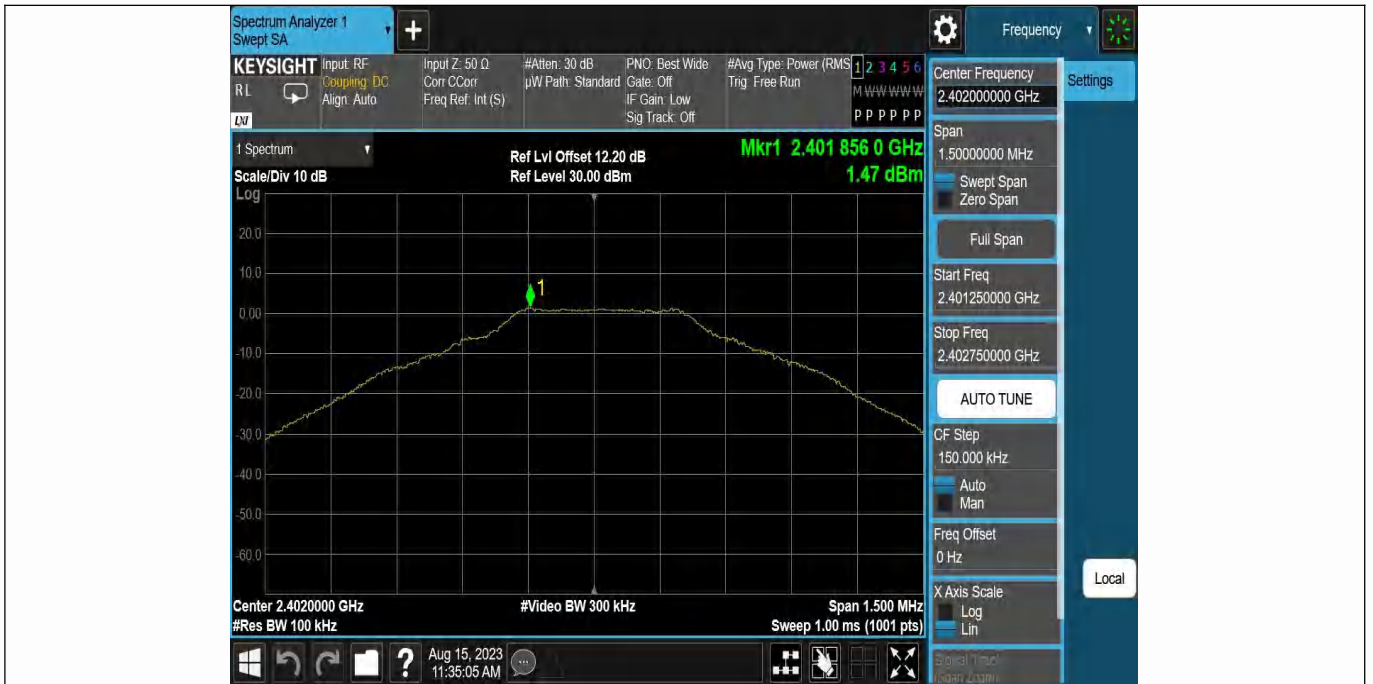 Spectrum Analyzer 1
Swept SA
+
Frequency
KEYSIGHT
RL
LXI
Input: RF
Coupling: DC
Align: Auto
Input Z: 50 Ω
Corr CCorr
Freq Ref: Int (S)
#Atten: 30 dB
µW Path: Standard
PNO: Best Wide
Gate: Off
IF Gain: Low
Sig Track: Off
#Avg Type: Power (RMS
Trig: Free Run
1 2 3 4 5 6
M W W W W W
P P P P P P
Center Frequency
2.402000000 GHz
Settings
Span
1.50000000 MHz
Swept Span
Zero Span
Full Span
Start Freq
2.401250000 GHz
Stop Freq
2.402750000 GHz
AUTO TUNE
CF Step
150.000 kHz
Auto
Man
Freq Offset
0 Hz
X Axis Scale
Log
Lin
Signal Track
(Span Zoom)
Local
1 Spectrum
Scale/Div 10 dB
Log
Ref Lvl Offset 12.20 dB
Ref Level 30.00 dBm
Mkr1 2.401 856 0 GHz
1.47 dBm
20.0
10.0
0.00
-10.0
-20.0
-30.0
-40.0
-50.0
-60.0
1
Center 2.4020000 GHz
#Res BW 100 kHz
#Video BW 300 kHz
Span 1.500 MHz
Sweep 1.00 ms (1001 pts)
?
Aug 15, 2023
11:35:05 AM